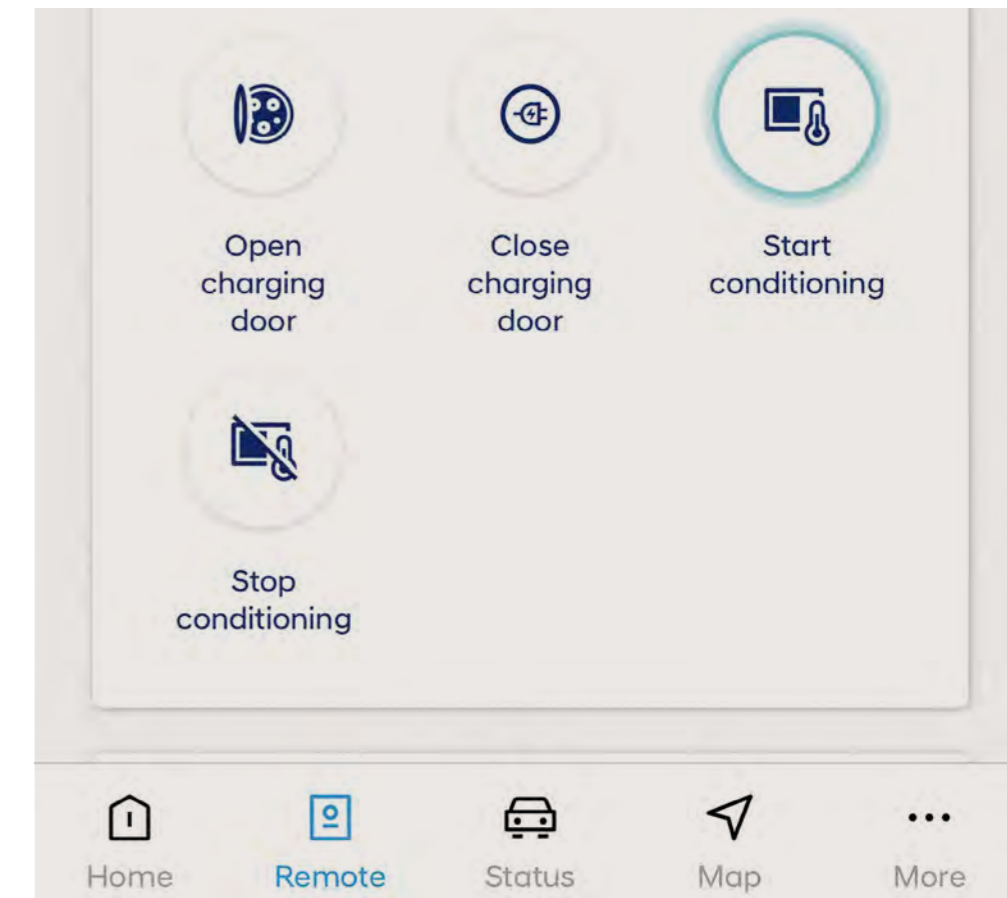 Open
charging
door
Close
charging
door
Start
conditioning
Stop
conditioning
Home
Remote
Status
Map
More